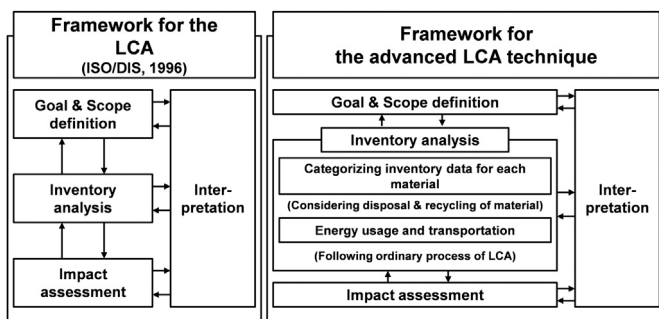 Framework for the
LCA
(ISO/DIS, 1996)
Goal & Scope
definition
Inventory
analysis
Impact
assessment
Inter-
pretation
Framework for
the advanced LCA technique
Goal & Scope definition
Inventory analysis
Categorizing inventory data for each
material
(Considering disposal & recycling of material)
Energy usage and transportation
(Following ordinary process of LCA)
Impact assessment
Inter-
pretation